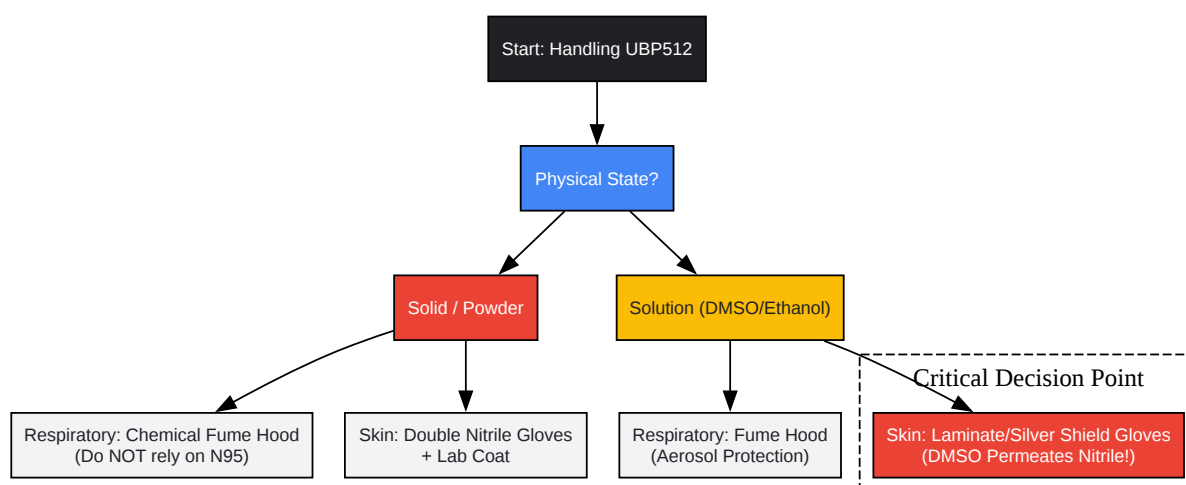 Start: Handling UBP512
Physical State?
Solid / Powder
Solution (DMSO/Ethanol)
Critical Decision Point
Respiratory: Chemical Fume Hood
(Do NOT rely on N95)
Skin: Double Nitrile Gloves
+ Lab Coat
Respiratory: Fume Hood
(Aerosol Protection)
Skin: Laminate/Silver Shield Gloves
(DMSO Permeates Nitrile!)